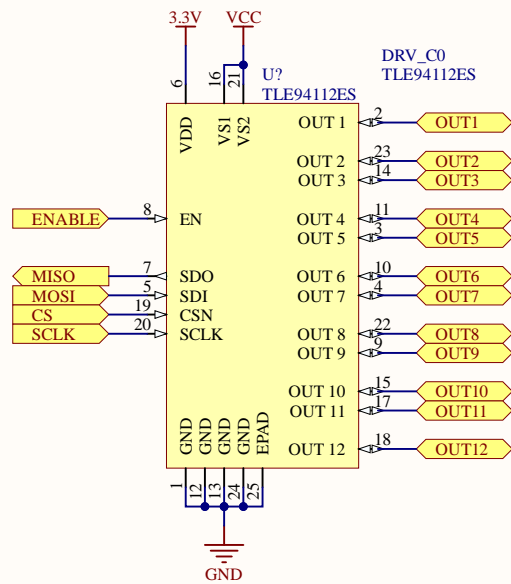 3.3V
VCC
DRV_C0
TLE94112ES
U?
TLE94112ES
6
16
21
VDD
VS1
VS2
OUT 1 2 OUT1
OUT 2 23 OUT2
OUT 3 14 OUT3
ENABLE 8 EN
OUT 4 11 OUT4
OUT 5 3 OUT5
MISO 7 SDO
OUT 6 10 OUT6
MOSI 5 SDI
OUT 7 4 OUT7
CS 19 CSN
SCLK 20 SCLK
OUT 8 22 OUT8
OUT 9 9 OUT9
OUT 10 15 OUT10
OUT 11 17 OUT11
OUT 12 18 OUT12
GND
GND
GND
GND
EPAD
1
12
13
24
25
GND